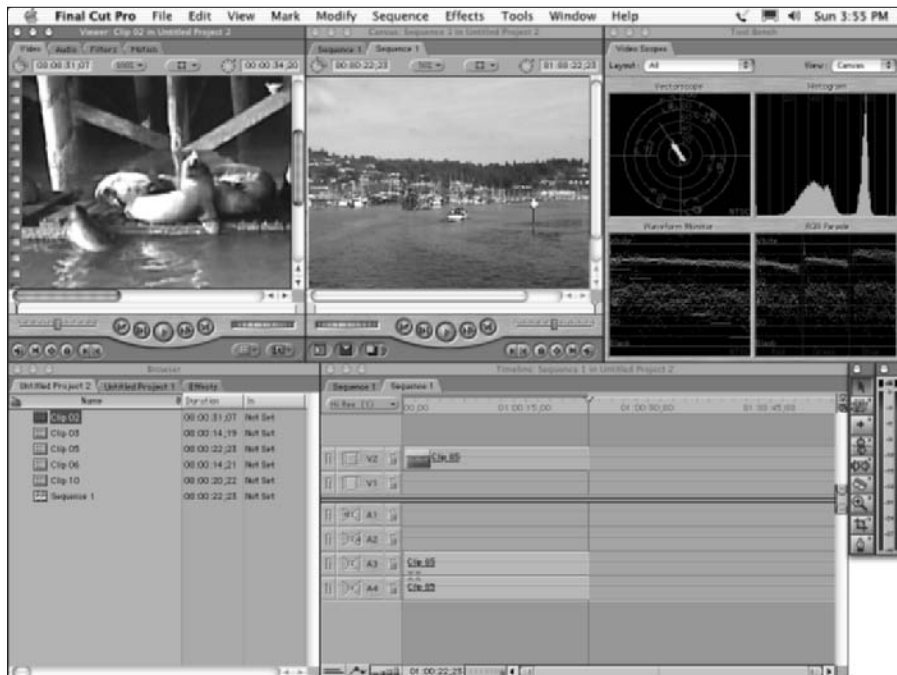 Final Cut Pro File Edit View Mark Modify Sequence Effects Tools Window Help Sun 3:55 PM
Viewer: Clip 02 in Untitled Project 2
Canvas: Sequence 1 in Untitled Project 2
Tool Bench
Video Audio Filters Motion
Sequence 1 Sequence 1
Video Scopes
00:00:31;07
00:00:34;20
00:00:22;23
01:00:22;23
Layout: All View: Canvas
Vectorscope Histogram
NTSC
Waveform Monitor RGB Parade
White White
Black Black
Browser
Timeline: Sequence 1 in Untitled Project 2
Untitled Project 2 Untitled Project 1 Effects
Sequence 1 Sequence 1
Name Duration In
00;00 01:00:15;00 01:00:30;00 01:00:45;00
Clip 02 00:00:31;07 Not Set
Clip 03 00:00:14;19 Not Set
Clip 05 00:00:22;23 Not Set
Clip 06 00:00:14;21 Not Set
Clip 10 00:00:20;22 Not Set
Sequence 1 00:00:22;23 Not Set
V2 Clip 05
V1
A1
A2
A3 Clip 05
A4 Clip 05
01:00:22;23